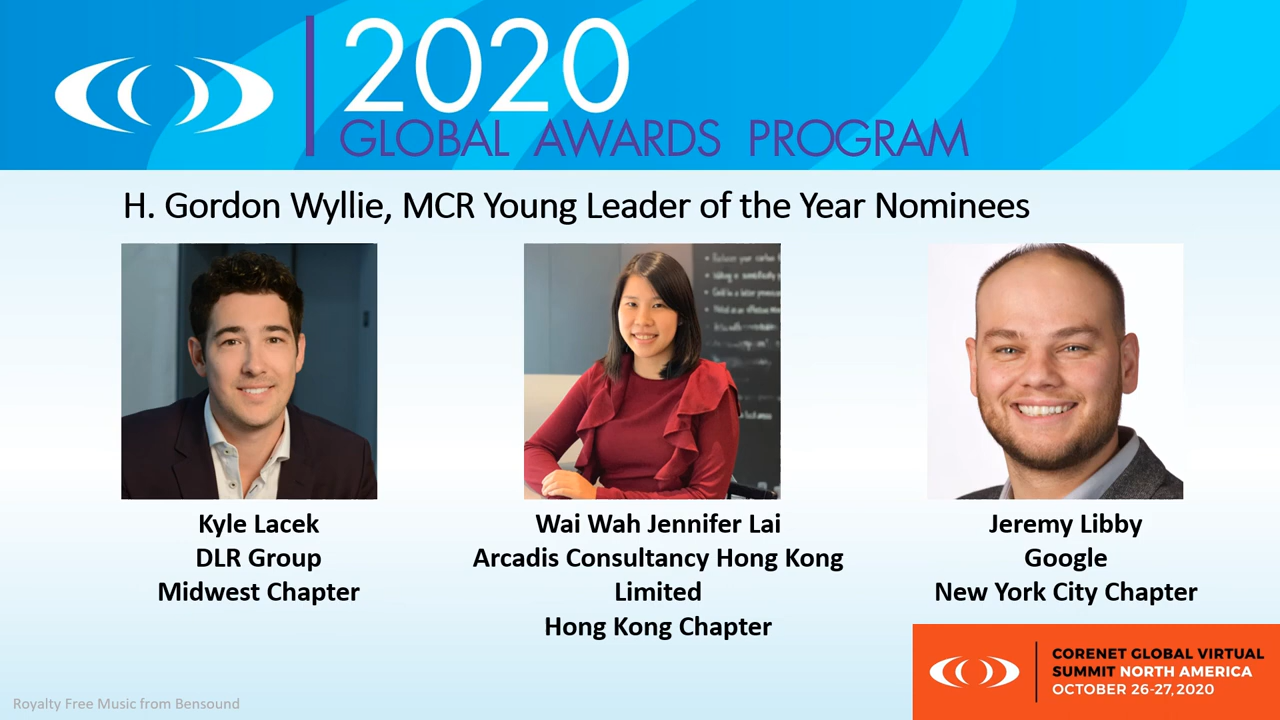 2020
GLOBAL AWARDS PROGRAM
H. Gordon Wyllie, MCR Young Leader of the Year Nominees
Kyle Lacek
DLR Group
Midwest Chapter
Wai Wah Jennifer Lai
Arcadis Consultancy Hong Kong
Limited
Hong Kong Chapter
Jeremy Libby
Google
New York City Chapter
CORENET GLOBAL VIRTUAL
SUMMIT NORTH AMERICA
OCTOBER 26-27, 2020
Royalty Free Music from Bensound